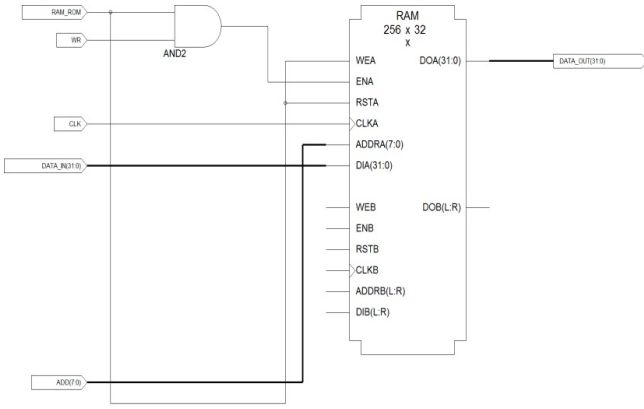 RAM_ROM
WR
AND2
CLK
DATA_IN(31:0)
ADD(7:0)
RAM
256 x 32
x
WEA DOA(31:0)
ENA
RSTA
CLKA
ADDRA(7:0)
DIA(31:0)
WEB DOB(L:R)
ENB
RSTB
CLKB
ADDRB(L:R)
DIB(L:R)
DATA_OUT(31:0)